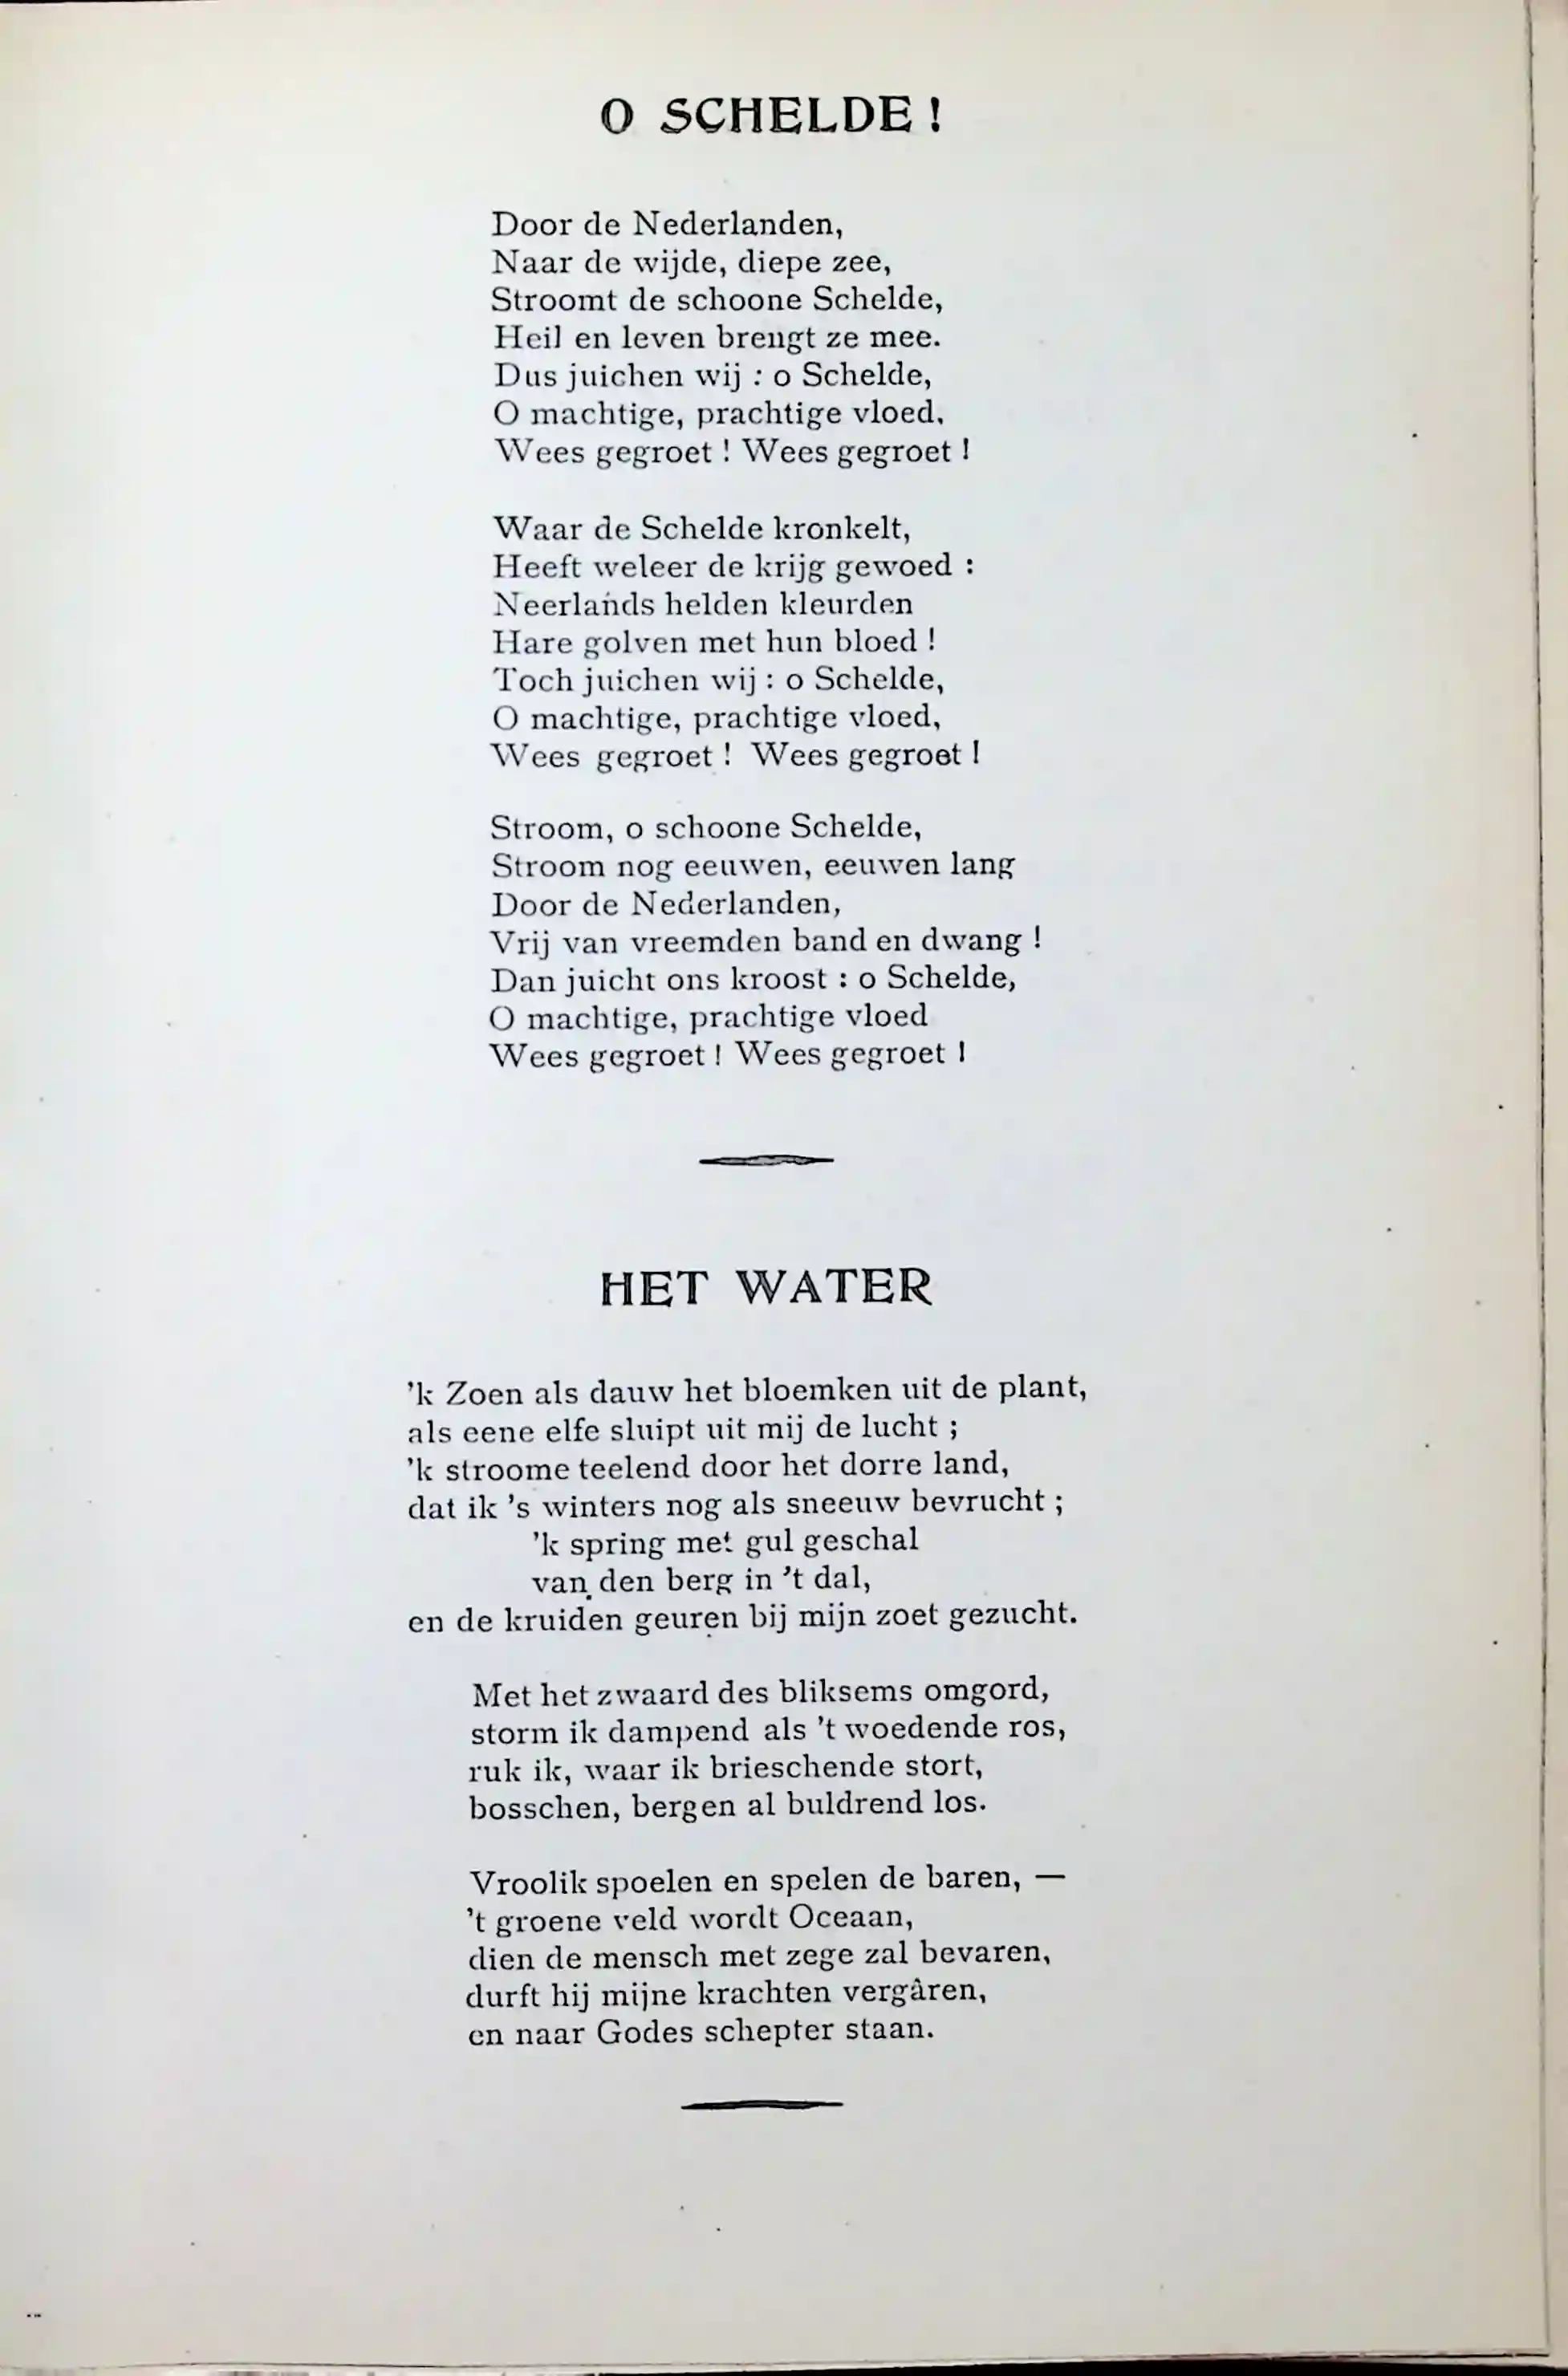 O SCHELDE !
Door de Nederlanden,
Naar de wijde, diepe zee,
Stroomt de schoone Schelde,
Heil en leven brengt ze mee.
Dus juichen wij : o Schelde,
O machtige, prachtige vloed,
Wees gegroet ! Wees gegroet !
Waar de Schelde kronkelt,
Heeft weleer de krijg gewoed :
Neerlands helden kleurden
Hare golven met hun bloed !
Toch juichen wij : o Schelde,
O machtige, prachtige vloed,
Wees gegroet ! Wees gegroet !
Stroom, o schoone Schelde,
Stroom nog eeuwen, eeuwen lang
Door de Nederlanden,
Vrij van vreemden band en dwang !
Dan juicht ons kroost : o Schelde,
O machtige, prachtige vloed
Wees gegroet ! Wees gegroet !
HET WATER
’k Zoen als dauw het bloemken uit de plant,
als eene elfe sluipt uit mij de lucht ;
’k stroome teelend door het dorre land,
dat ik ’s winters nog als sneeuw bevrucht ;
’k spring met gul geschal
van den berg in ’t dal,
en de kruiden geuren bij mijn zoet gezucht.
Met het zwaard des bliksems omgord,
storm ik dampend als ’t woedende ros,
ruk ik, waar ik brieschende stort,
bosschen, bergen al buldrend los.
Vroolik spoelen en spelen de baren, —
’t groene veld wordt Oceaan,
dien de mensch met zege zal bevaren,
durft hij mijne krachten vergâren,
en naar Godes schepter staan.